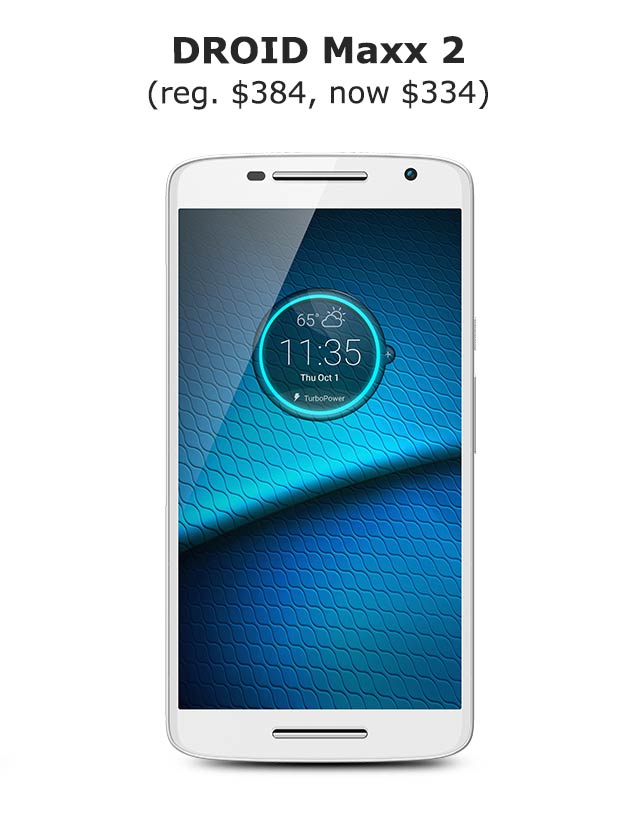 DROID Maxx 2
(reg. $384, now $334)
65°
11:35
Thu Oct 1
TurboPower